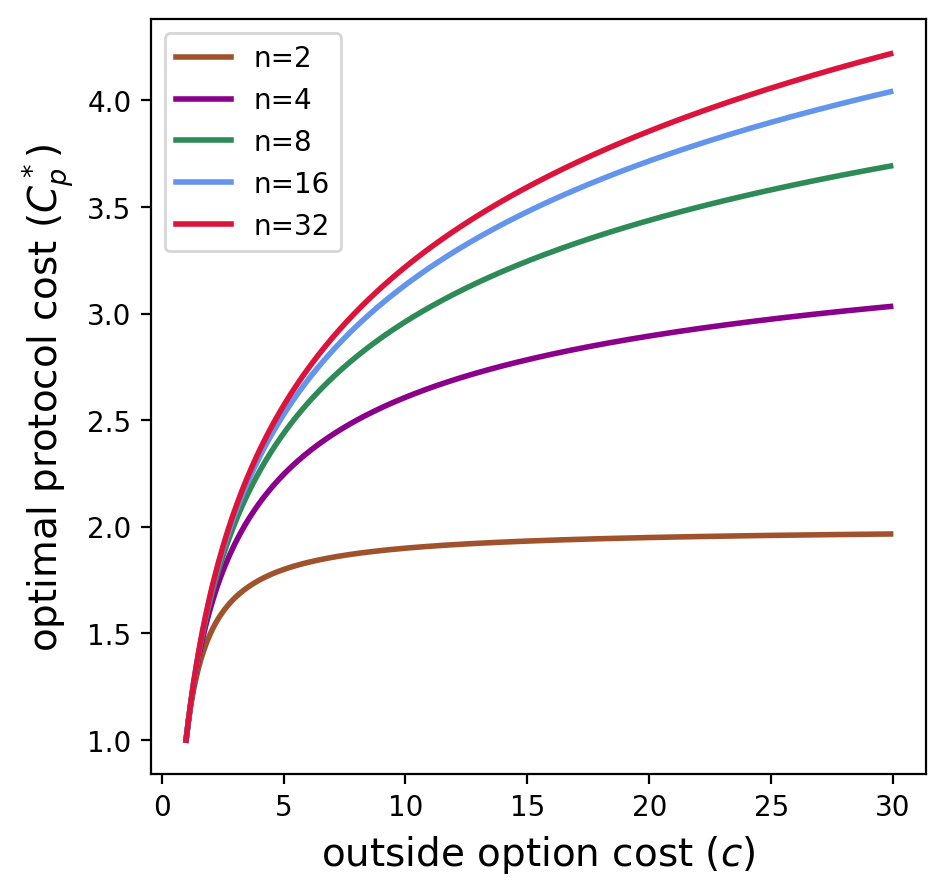 n=2
n=4
n=8
n=16
n=32
optimal protocol cost ($C_p^*$)
4.0
3.5
3.0
2.5
2.0
1.5
1.0
0 5 10 15 20 25 30
outside option cost ($c$)